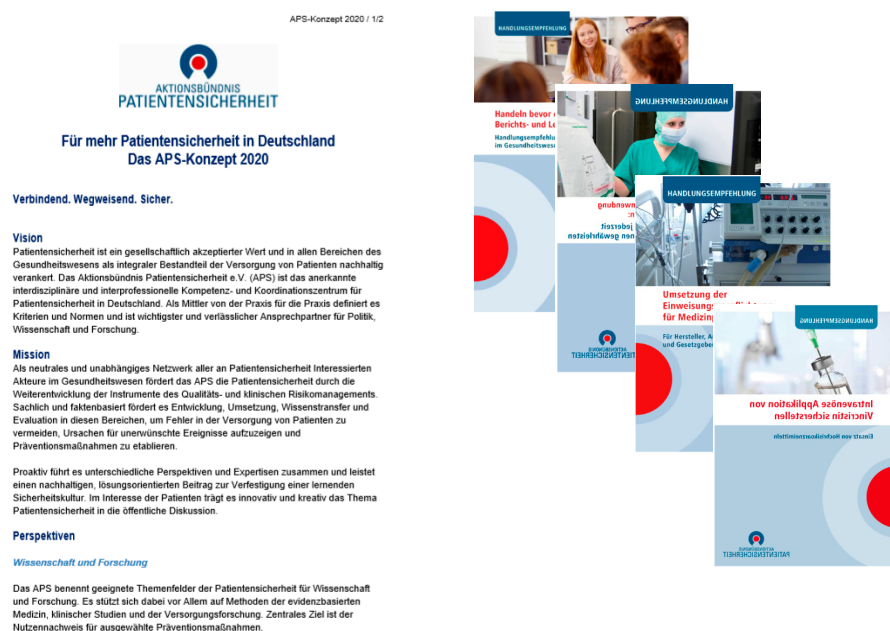 APS-Konzept 2020 / 1/2
AKTIONSBÜNDNIS
PATIENTENSICHERHEIT
Für mehr Patientensicherheit in Deutschland
Das APS-Konzept 2020
Verbindend. Wegweisend. Sicher.
Vision
Patientensicherheit ist ein gesellschaftlich akzeptierter Wert und in allen Bereichen des
Gesundheitswesens als integraler Bestandteil der Versorgung von Patienten nachhaltig
verankert. Das Aktionsbündnis Patientensicherheit e.V. (APS) ist das anerkannte
interdisziplinäre und interprofessionelle Kompetenz- und Koordinationszentrum für
Patientensicherheit in Deutschland. Als Mittler von der Praxis für die Praxis definiert es
Kriterien und Normen und ist wichtigster und verlässlicher Ansprechpartner für Politik,
Wissenschaft und Forschung.
Mission
Als neutrales und unabhängiges Netzwerk aller an Patientensicherheit Interessierten
Akteure im Gesundheitswesen fördert das APS die Patientensicherheit durch die
Weiterentwicklung der Instrumente des Qualitäts- und klinischen Risikomanagements.
Sachlich und faktenbasiert fördert es Entwicklung, Umsetzung, Wissenstransfer und
Evaluation in diesen Bereichen, um Fehler in der Versorgung von Patienten zu
vermeiden, Ursachen für unerwünschte Ereignisse aufzuzeigen und
Präventionsmaßnahmen zu etablieren.
Proaktiv führt es unterschiedliche Perspektiven und Expertisen zusammen und leistet
einen nachhaltigen, lösungsorientierten Beitrag zur Verfestigung einer lernenden
Sicherheitskultur. Im Interesse der Patienten trägt es innovativ und kreativ das Thema
Patientensicherheit in die öffentliche Diskussion.
Perspektiven
Wissenschaft und Forschung
Das APS benennt geeignete Themenfelder der Patientensicherheit für Wissenschaft
und Forschung. Es stützt sich dabei vor Allem auf Methoden der evidenzbasierten
Medizin, klinischer Studien und der Versorgungsforschung. Zentrales Ziel ist der
Nutzennachweis für ausgewählte Präventionsmaßnahmen.
HANDLUNGSEMPFEHLUNG
Handeln bevor
Berichts- und
im Gesundheitswesen
HANDLUNGSEMPFEHLUNG
jederzeit
gewährleisten
AKTIONSBÜNDNIS
HANDLUNGSEMPFEHLUNG
Umsetzung der
für
Für Hersteller,
und
HANDLUNGSEMPFEHLUNG
Intravenöse Applikation von
Vincristin sicherstellen
Einsatz von Hochrisikoarzneimitteln
AKTIONSBÜNDNIS
PATIENTENSICHERHEIT